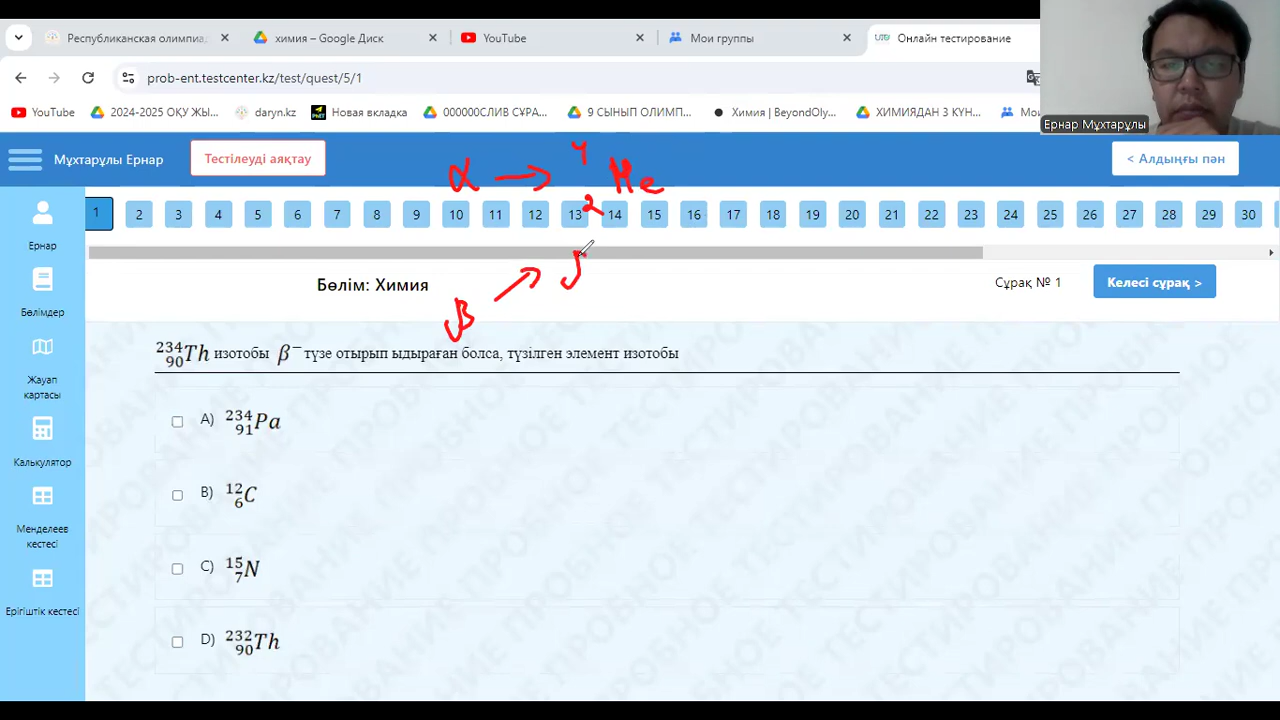 Республиканская олимпиа
химия – Google Диск
YouTube
Мои группы
Онлайн тестирование
prob-ent.testcenter.kz/test/quest/5/1
YouTube
2024-2025 ОҚУ ЖЫ...
daryn.kz
Новая вкладка
000000СЛИВ СҰРА...
9 СЫНЫП ОЛИМП...
Химия | BeyondOly...
ХИМИЯДАН 3 КҮН...
Мои
Ернар Мұхтарұлы
Мұхтарұлы Ернар
Тестілеуді аяқтау
< Алдыңғы пән
α → ⁴₂He
1 2 3 4 5 6 7 8 9 10 11 12 13 14 15 16 17 18 19 20 21 22 23 24 25 26 27 28 29 30
β →
Бөлім: Химия
Сұрақ № 1
Келесі сұрақ >
Ернар
Бөлімдер
Жауап картасы
Калькулятор
Менделеев кестесі
Ерігіштік кестесі
²³⁴₉₀Th изотобы β⁻ түзе отырып ыдыраған болса, түзілген элемент изотобы
A) ²³⁴₉₁Pa
B) ¹²₆C
C) ¹⁵₇N
D) ²³²₉₀Th